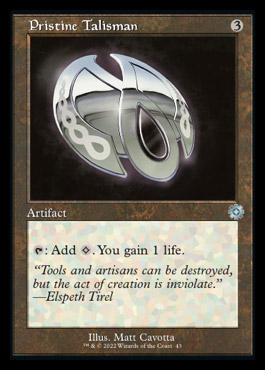 Pristine Talisman 3
Artifact
: Add . You gain 1 life.
“Tools and artisans can be destroyed,
but the act of creation is inviolate.”
—Elspeth Tirel
Illus. Matt Cavotta
™ & © 2022 Wizards of the Coast 43